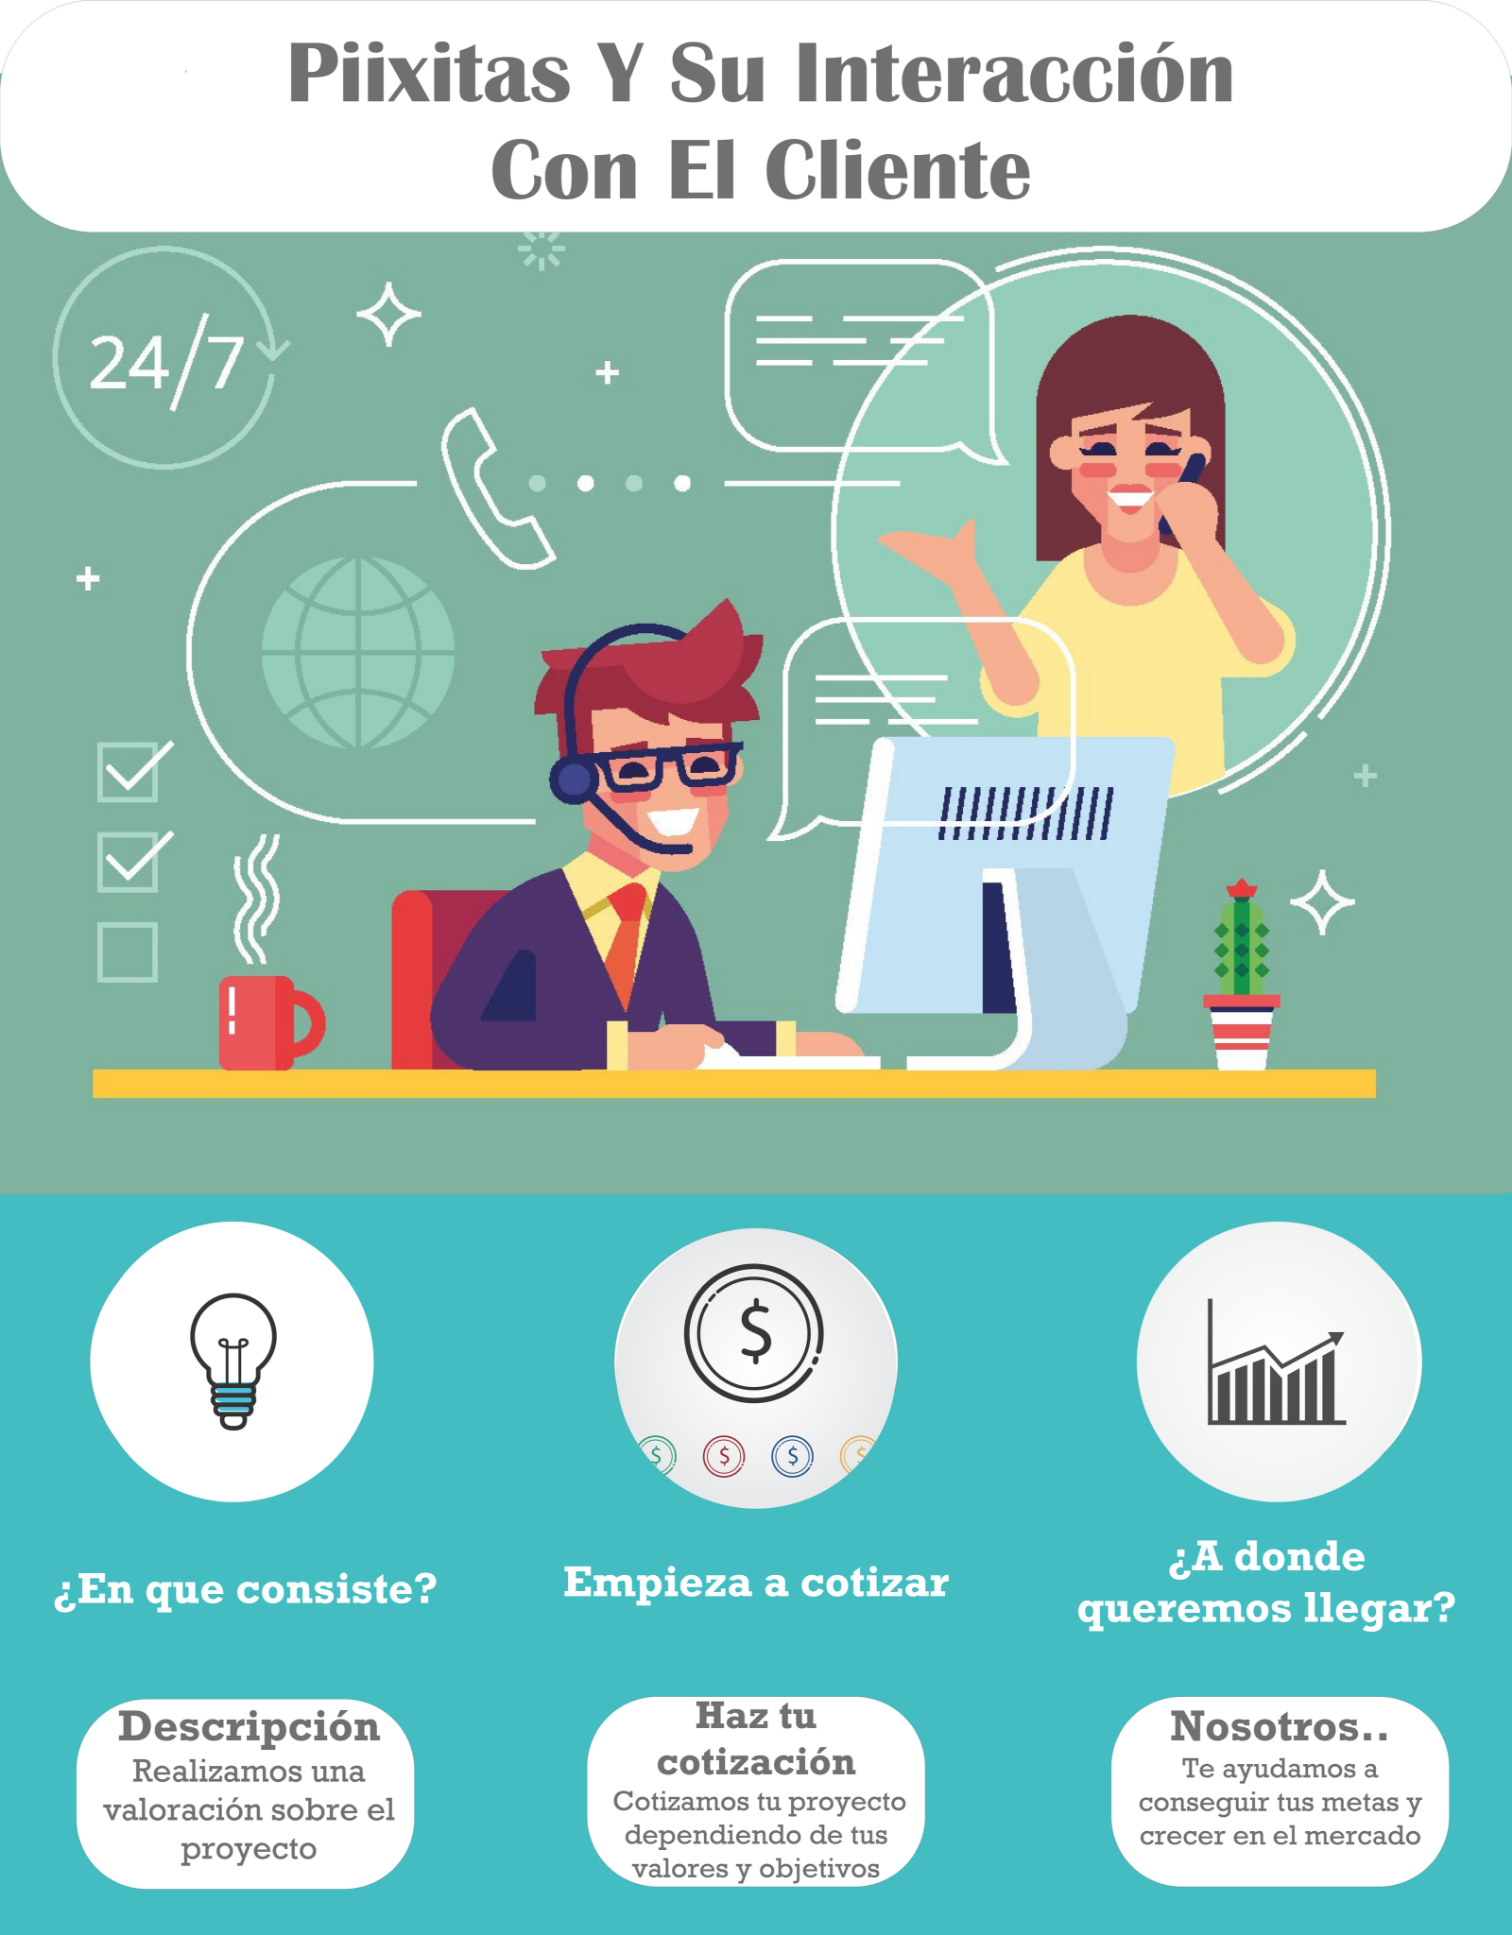 Piixitas Y Su Interacción
Con El Cliente
24/7
¿En que consiste?
Empieza a cotizar
¿A donde
queremos llegar?
Descripción
Realizamos una
valoración sobre el
proyecto
Haz tu
cotización
Cotizamos tu proyecto
dependiendo de tus
valores y objetivos
Nosotros..
Te ayudamos a
conseguir tus metas y
crecer en el mercado